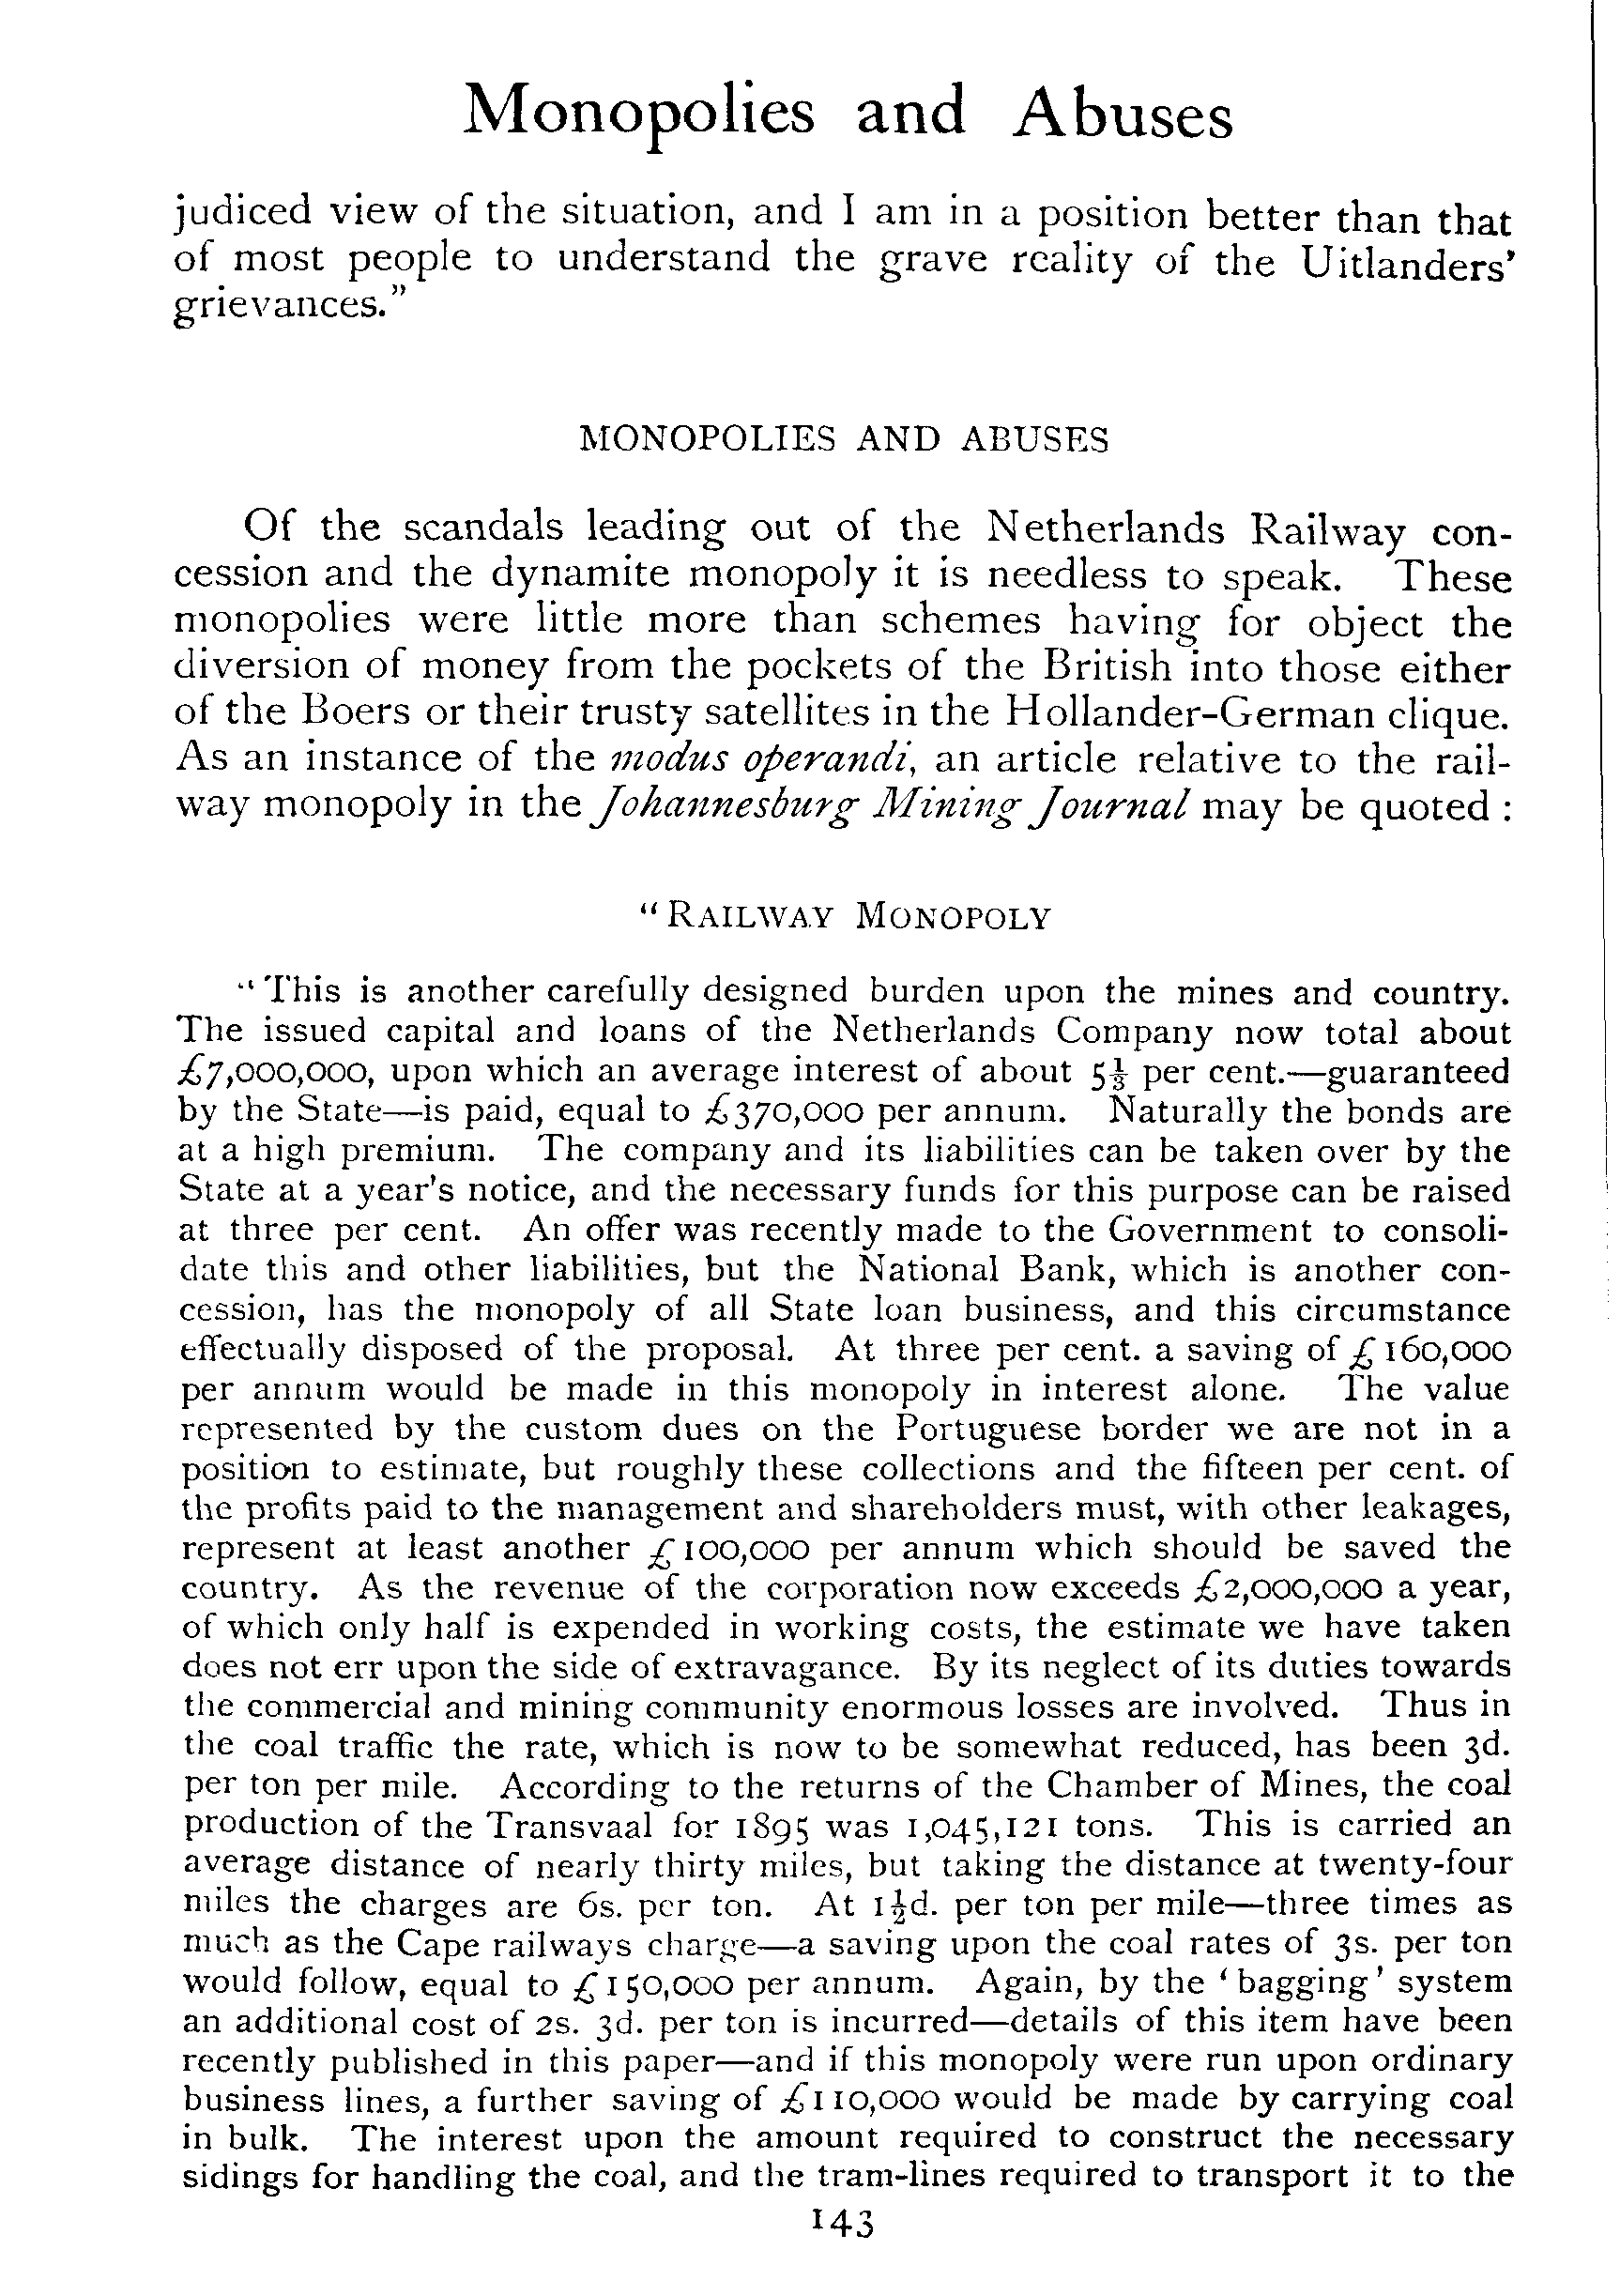 Monopolies and Abuses
judiced view of the situation, and I am in a position better than that
of most people to understand the grave reality of the Uitlanders'
grievances."
MONOPOLIES AND ABUSES
Of the scandals leading out of the Netherlands Railway con-
cession and the dynamite monopoly it is needless to speak. These
monopolies were little more than schemes having for object the
diversion of money from the pockets of the British into those either
of the Boers or their trusty satellites in the Hollander-German clique.
As an instance of the modus operandi, an article relative to the rail-
way monopoly in the Johannesburg Mining Journal may be quoted :
"RAILWAY MONOPOLY
"This is another carefully designed burden upon the mines and country.
The issued capital and loans of the Netherlands Company now total about
£7,000,000, upon which an average interest of about 5⅓ per cent.—guaranteed
by the State—is paid, equal to £370,000 per annum. Naturally the bonds are
at a high premium. The company and its liabilities can be taken over by the
State at a year's notice, and the necessary funds for this purpose can be raised
at three per cent. An offer was recently made to the Government to consoli-
date this and other liabilities, but the National Bank, which is another con-
cession, has the monopoly of all State loan business, and this circumstance
effectually disposed of the proposal. At three per cent. a saving of £160,000
per annum would be made in this monopoly in interest alone. The value
represented by the custom dues on the Portuguese border we are not in a
position to estimate, but roughly these collections and the fifteen per cent. of
the profits paid to the management and shareholders must, with other leakages,
represent at least another £100,000 per annum which should be saved the
country. As the revenue of the corporation now exceeds £2,000,000 a year,
of which only half is expended in working costs, the estimate we have taken
does not err upon the side of extravagance. By its neglect of its duties towards
the commercial and mining community enormous losses are involved. Thus in
the coal traffic the rate, which is now to be somewhat reduced, has been 3d.
per ton per mile. According to the returns of the Chamber of Mines, the coal
production of the Transvaal for 1895 was 1,045,121 tons. This is carried an
average distance of nearly thirty miles, but taking the distance at twenty-four
miles the charges are 6s. per ton. At 1½d. per ton per mile—three times as
much as the Cape railways charge—a saving upon the coal rates of 3s. per ton
would follow, equal to £150,000 per annum. Again, by the 'bagging' system
an additional cost of 2s. 3d. per ton is incurred—details of this item have been
recently published in this paper—and if this monopoly were run upon ordinary
business lines, a further saving of £110,000 would be made by carrying coal
in bulk. The interest upon the amount required to construct the necessary
sidings for handling the coal, and the tram-lines required to transport it to the
143